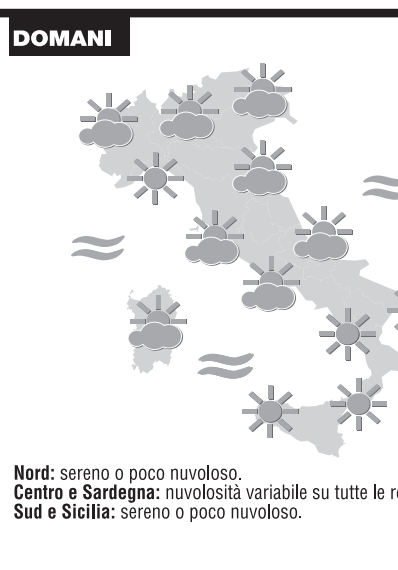 DOMANI
Nord: sereno o poco nuvoloso.
Centro e Sardegna: nuvolosità variabile su tutte le
Sud e Sicilia: sereno o poco nuvoloso.